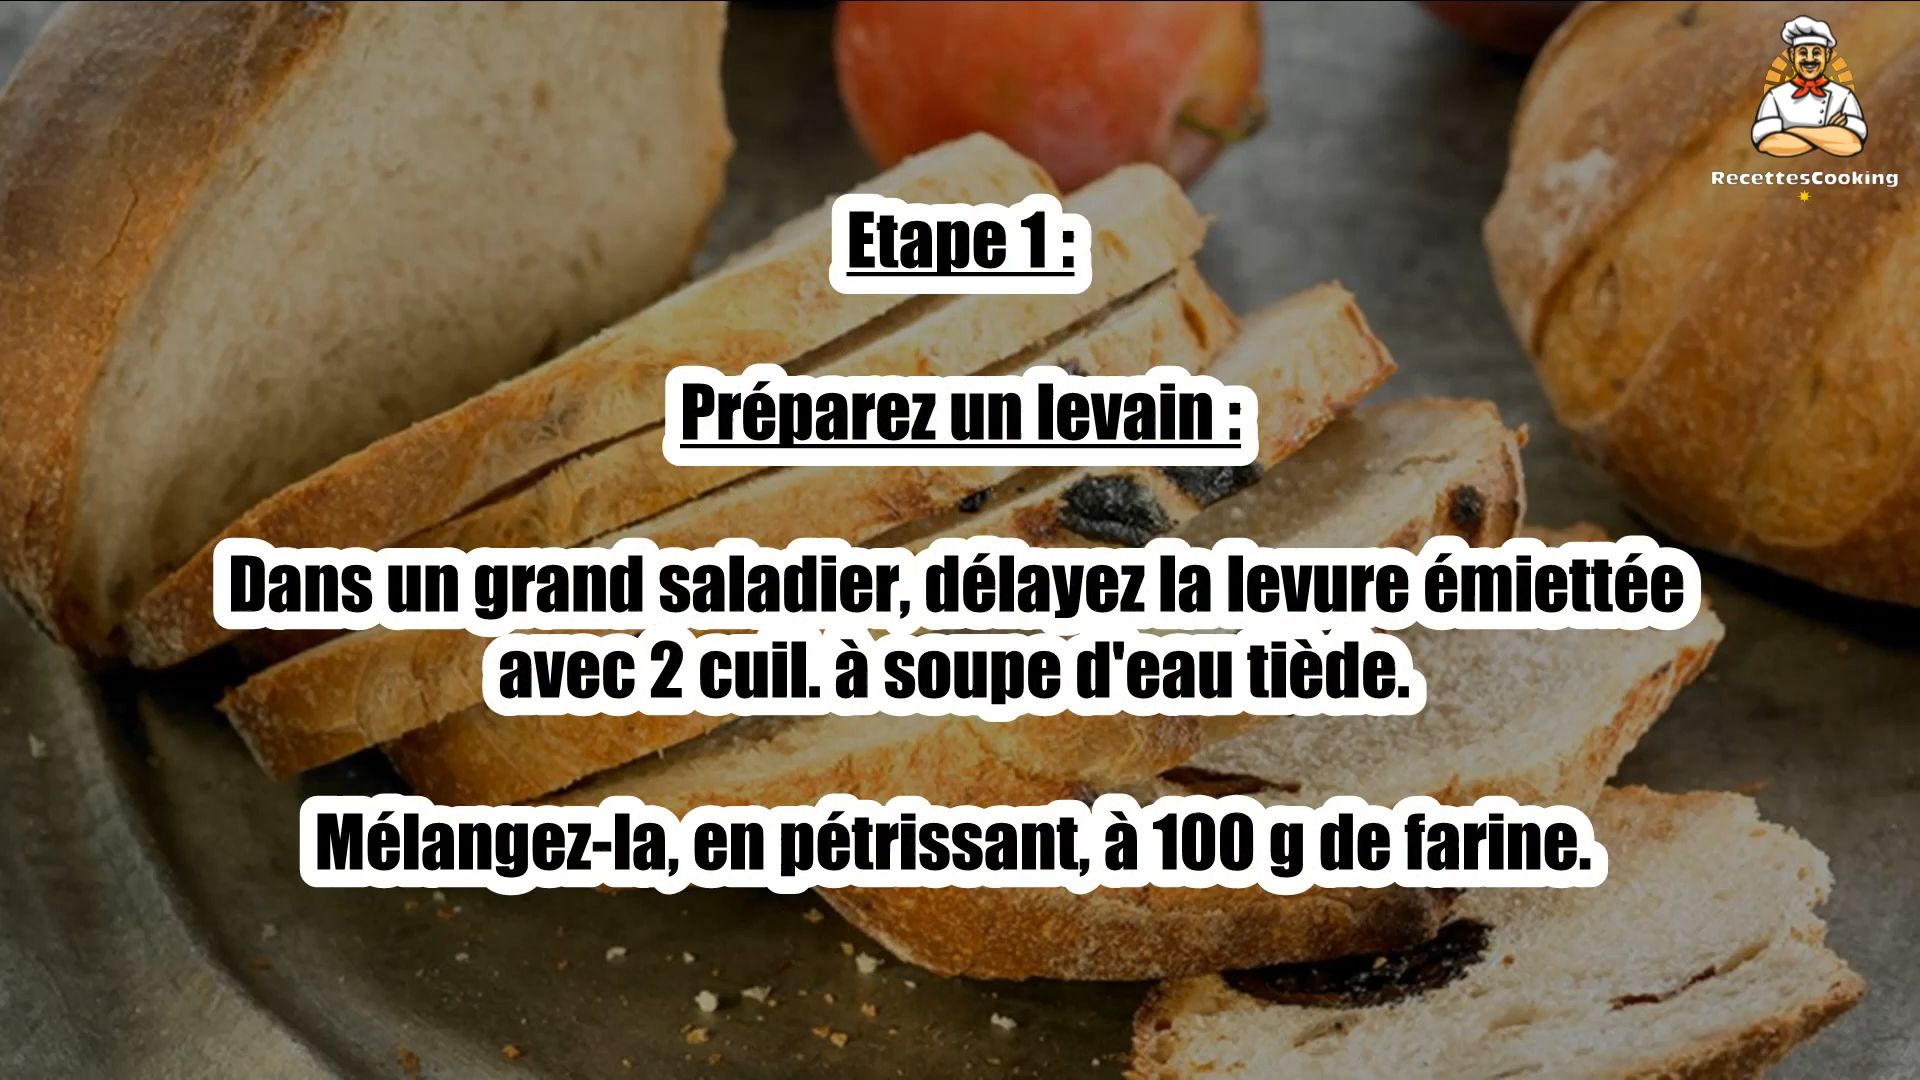 RecettesCooking
Etape 1 :
Préparez un levain :
Dans un grand saladier, délayez la levure émiettée
avec 2 cuil. à soupe d'eau tiède.
Mélangez-la, en pétrissant, à 100 g de farine.